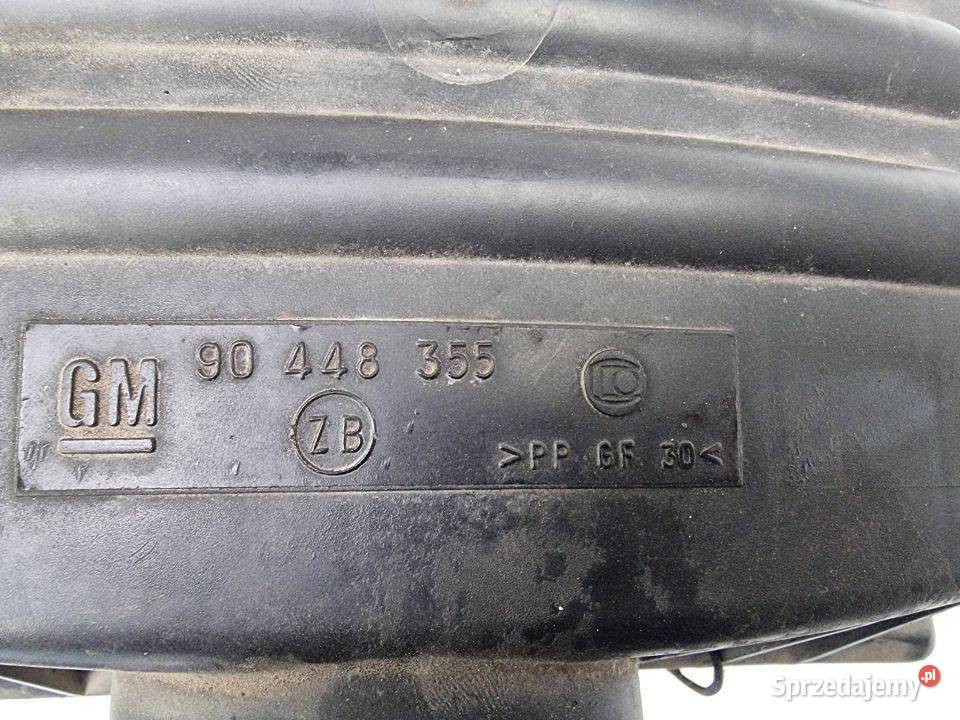 GM 90 448 355
ZB
>PP GF 30<
Sprzedajemy.pl